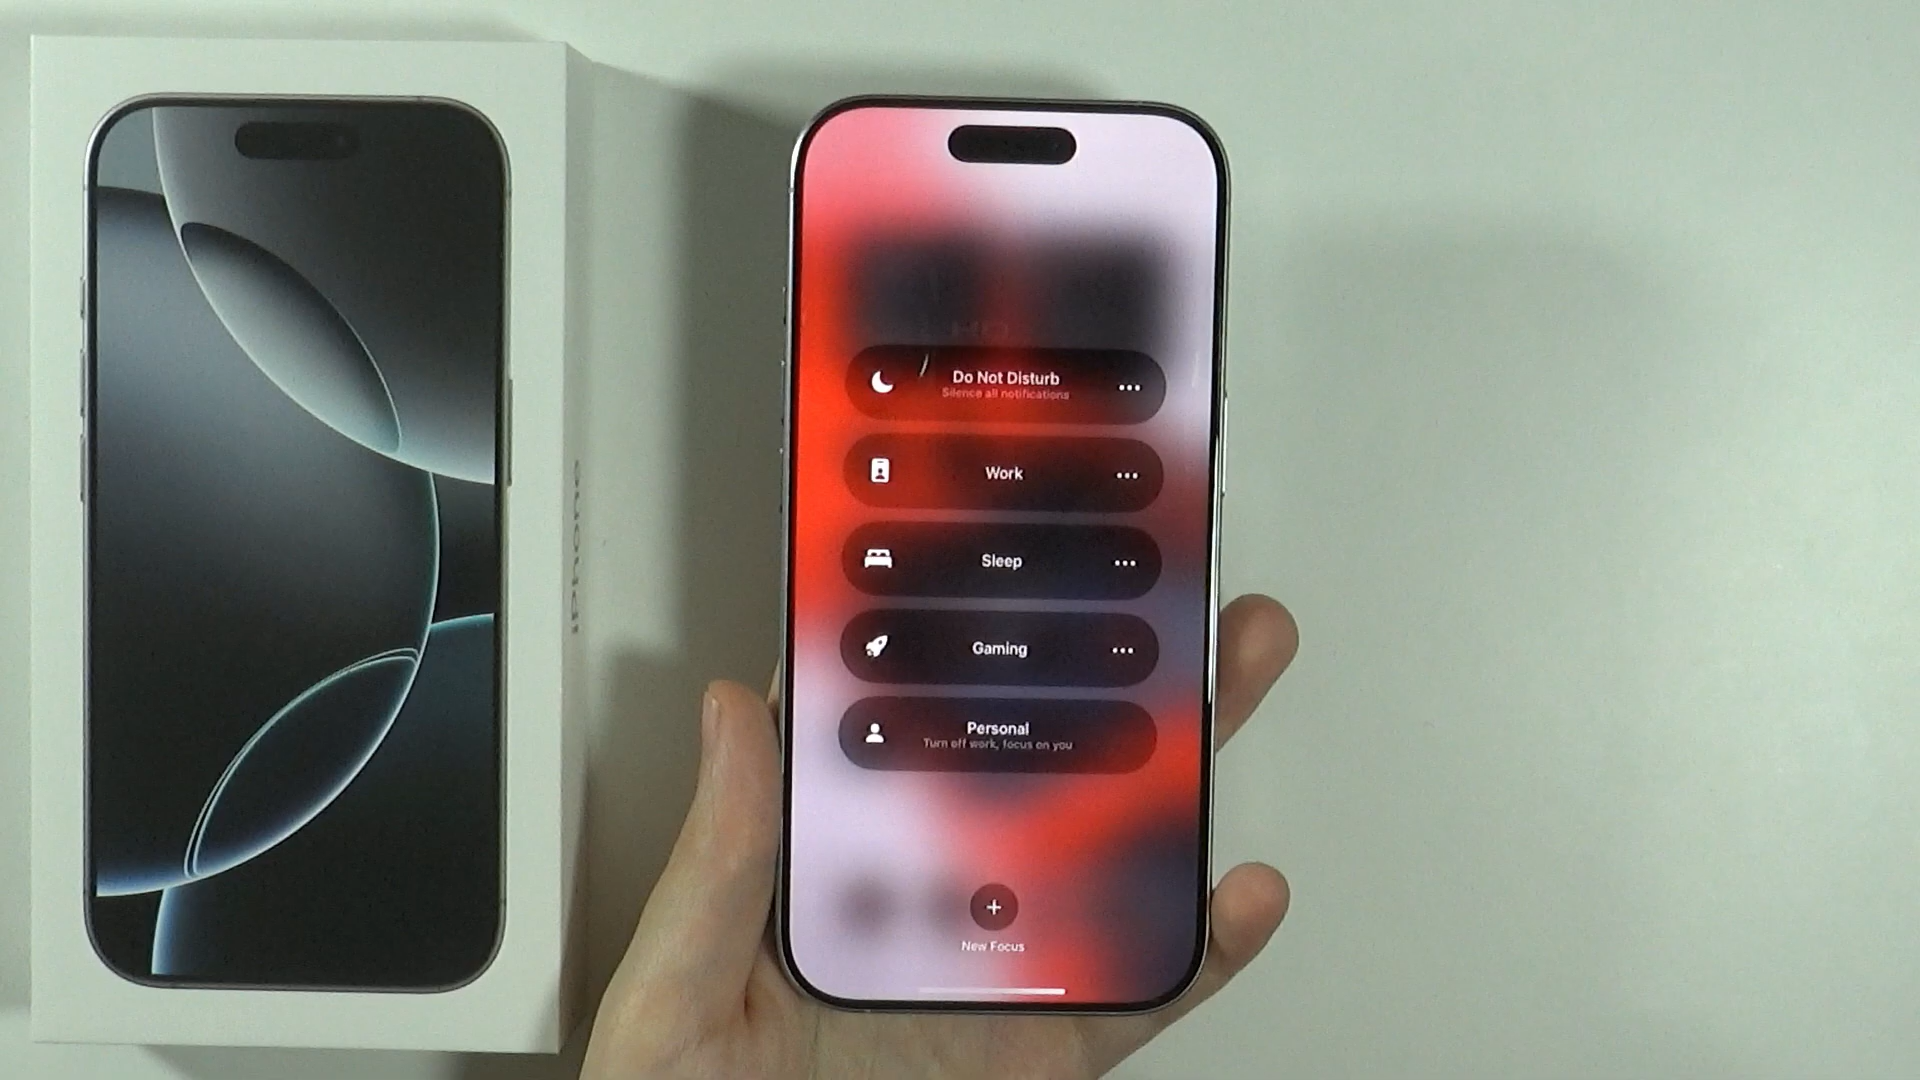 iPhone
Do Not Disturb
Silence all notifications
Work
Sleep
Gaming
Personal
Turn off work, focus on you
New Focus